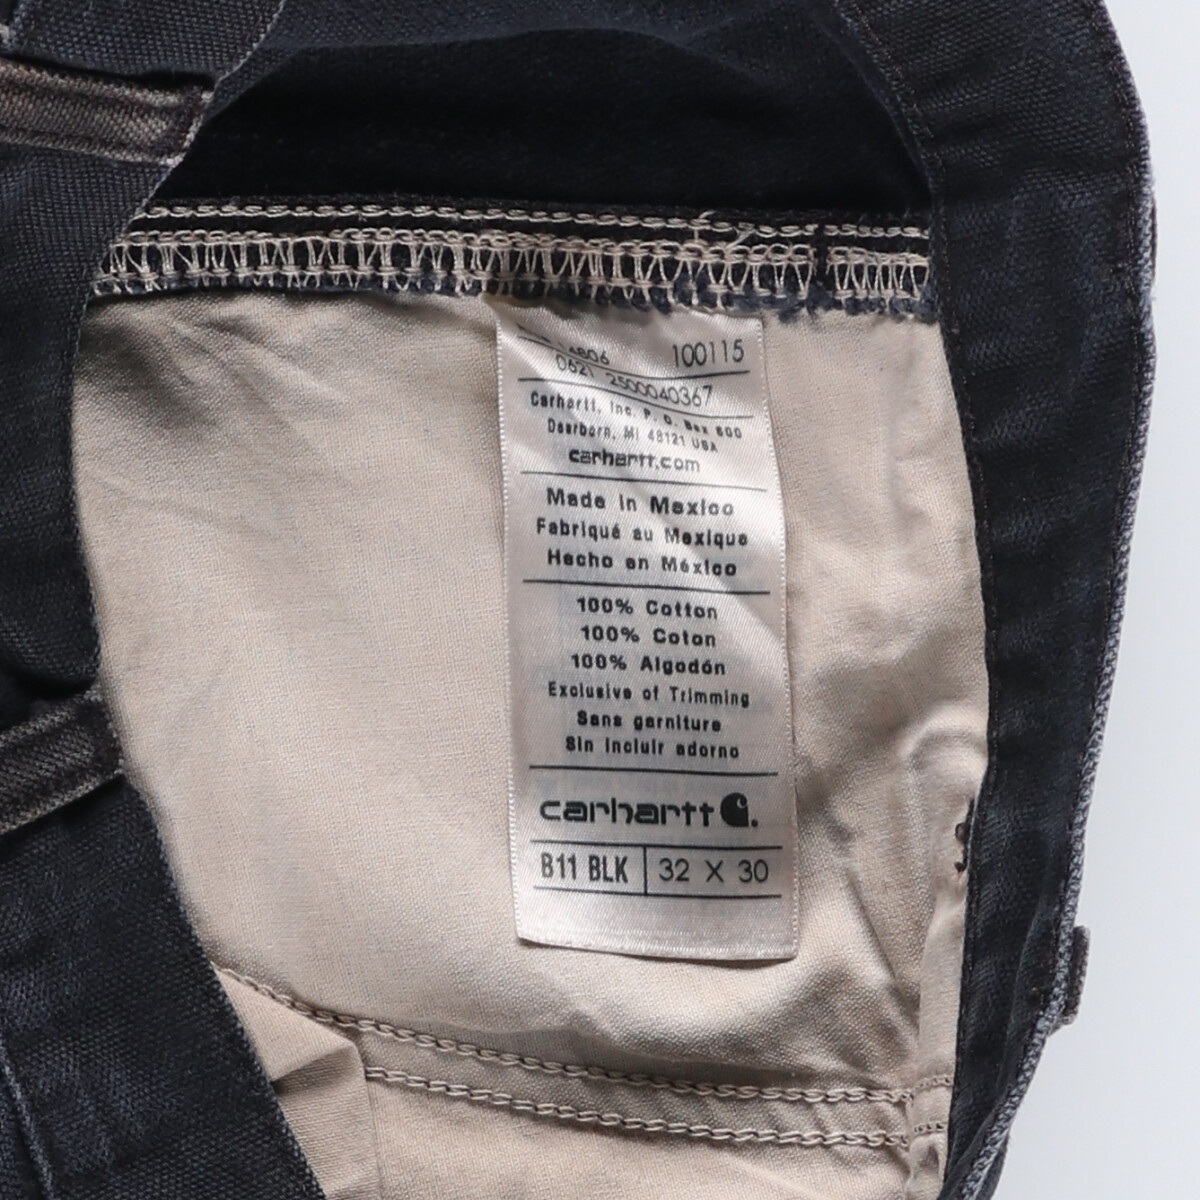 100115
0621 2500040367
Carhartt, Inc. P. O. Box 600
Dearborn, MI 48121 USA
carhartt.com
Made in Mexico
Fabriqué au Mexique
Hecho en México
100% Cotton
100% Coton
100% Algodón
Exclusive of Trimming
Sans garniture
Sin incluir adorno
carhartt
B11 BLK 32 X 30